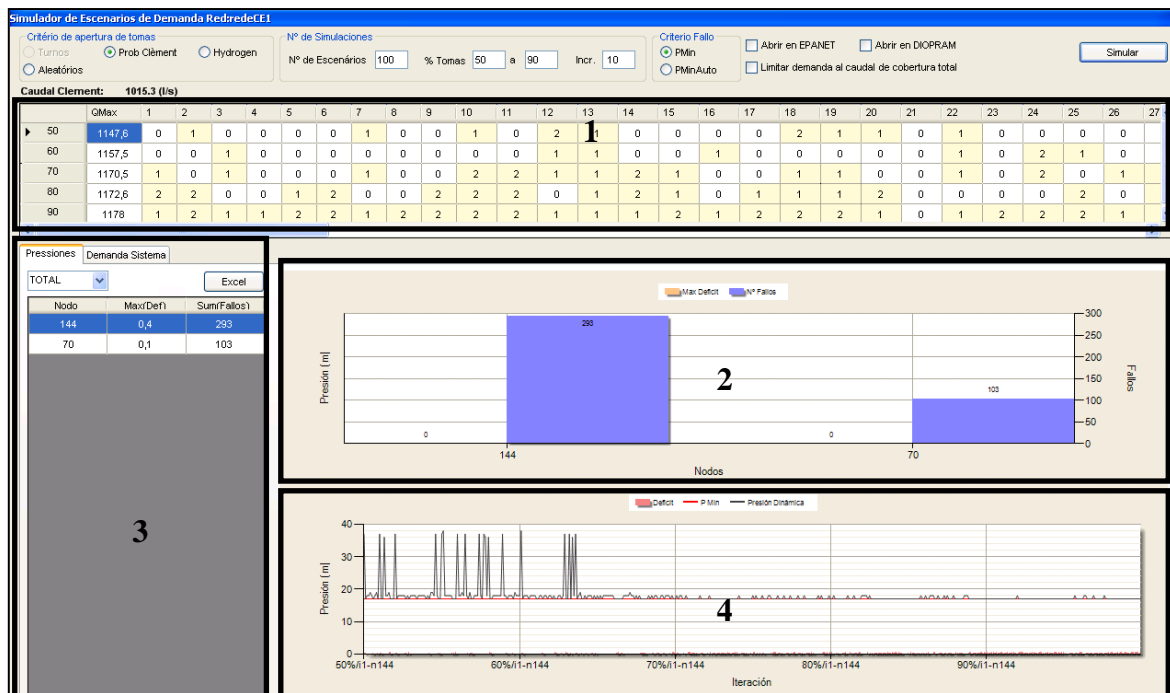 Simulador de Escenarios de Demanda Red:redeCE1
Critério de apertura de tomas
Turnos Prob Clèment Hydrogen
Aleatórios
Nº de Simulaciones
Nº de Escenários 100 % Tomas 50 a 90 Incr. 10
Criterio Fallo
PMin
PMinAuto
Abrir en EPANET Abrir en DIOPRAM
Limitar demanda al caudal de cobertura total
Simular
Caudal Clement: 1015.3 (l/s)
QMax 1 2 3 4 5 6 7 8 9 10 11 12 13 14 15 16 17 18 19 20 21 22 23 24 25 26 27
50 1147,6 0 1 0 0 0 0 1 0 0 1 0 2 1 0 0 0 0 2 1 1 0 1 0 0 0 0
60 1157,5 0 0 1 0 0 0 0 0 0 0 0 1 1 0 0 1 0 0 0 0 0 1 0 2 1 0
70 1170,5 1 0 1 0 0 0 1 0 0 2 2 1 1 2 1 0 0 1 1 0 0 1 0 2 0 1
80 1172,6 2 2 0 0 1 2 0 0 2 2 2 0 1 2 1 0 1 1 1 2 0 0 0 0 2 0
90 1178 1 2 1 1 2 2 1 2 2 2 2 1 1 1 2 1 2 2 2 1 0 1 2 2 2 1
1
Pressiones Demanda Sistema
TOTAL Excel
Nodo Max(Def) Sum(Fallos)
144 0,4 293
70 0,1 103
3
Max Deficit Nº Fallos
Presión [m]
300
250
200
150
100
50
0
Fallos
293
103
0
0
144 70
Nodos
2
Deficit P Min Presión Dinámica
Presión [m]
40
30
20
10
0
50%/i1-n144 60%/i1-n144 70%/i1-n144 80%/i1-n144 90%/i1-n144
Iteración
4